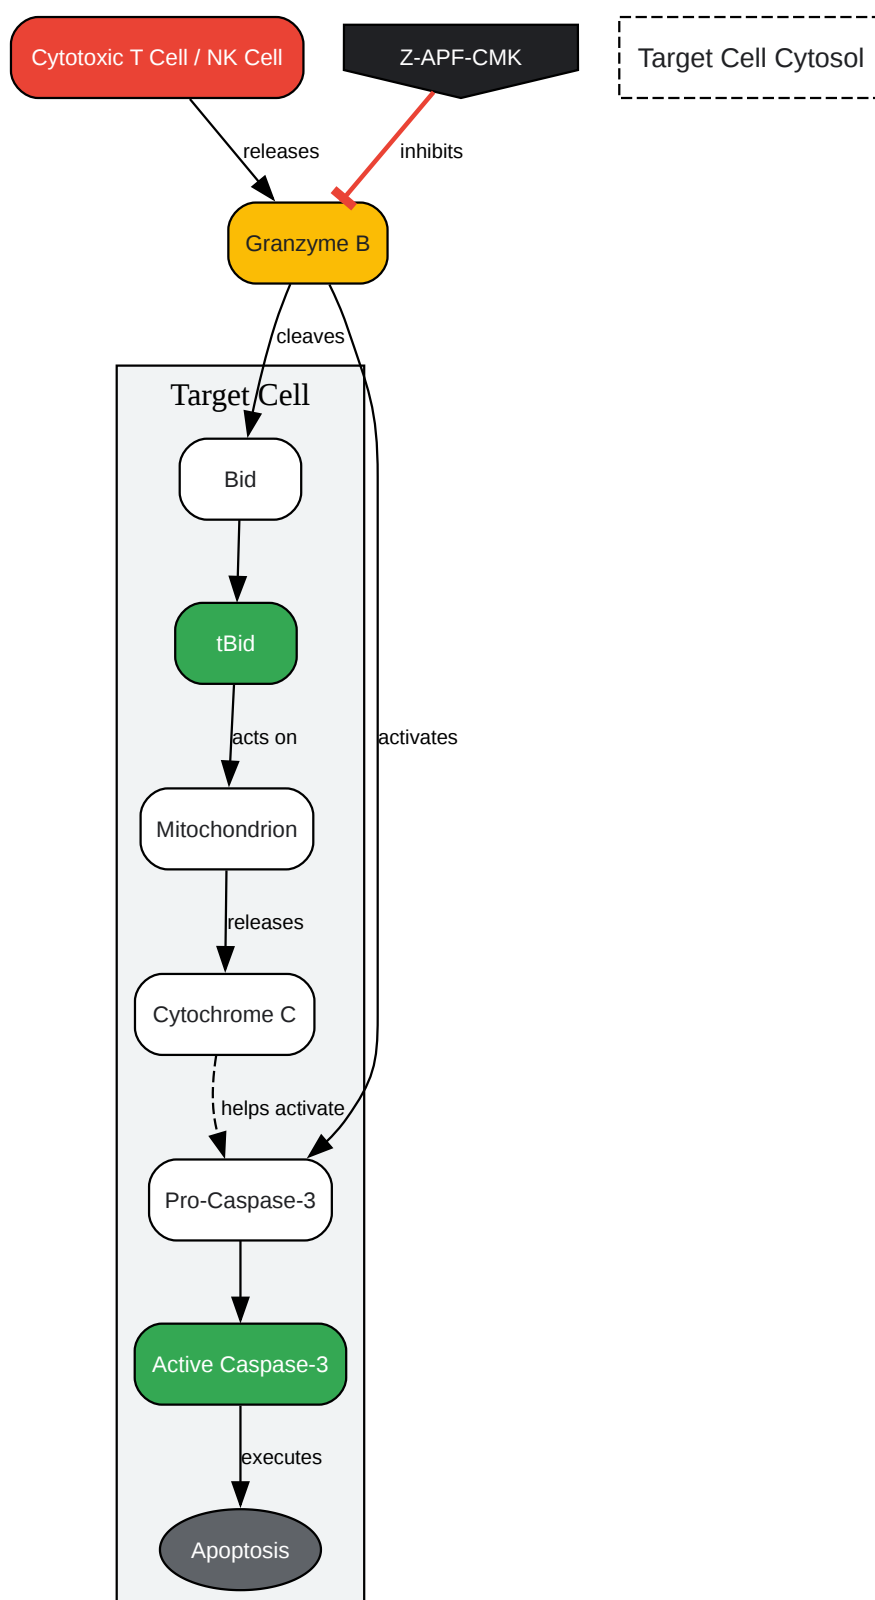 Cytotoxic T Cell / NK Cell
Z-APF-CMK
Target Cell Cytosol
releases
inhibits
Granzyme B
cleaves
Target Cell
Bid
tBid
acts on
activates
Mitochondrion
releases
Cytochrome C
helps activate
Pro-Caspase-3
Active Caspase-3
executes
Apoptosis